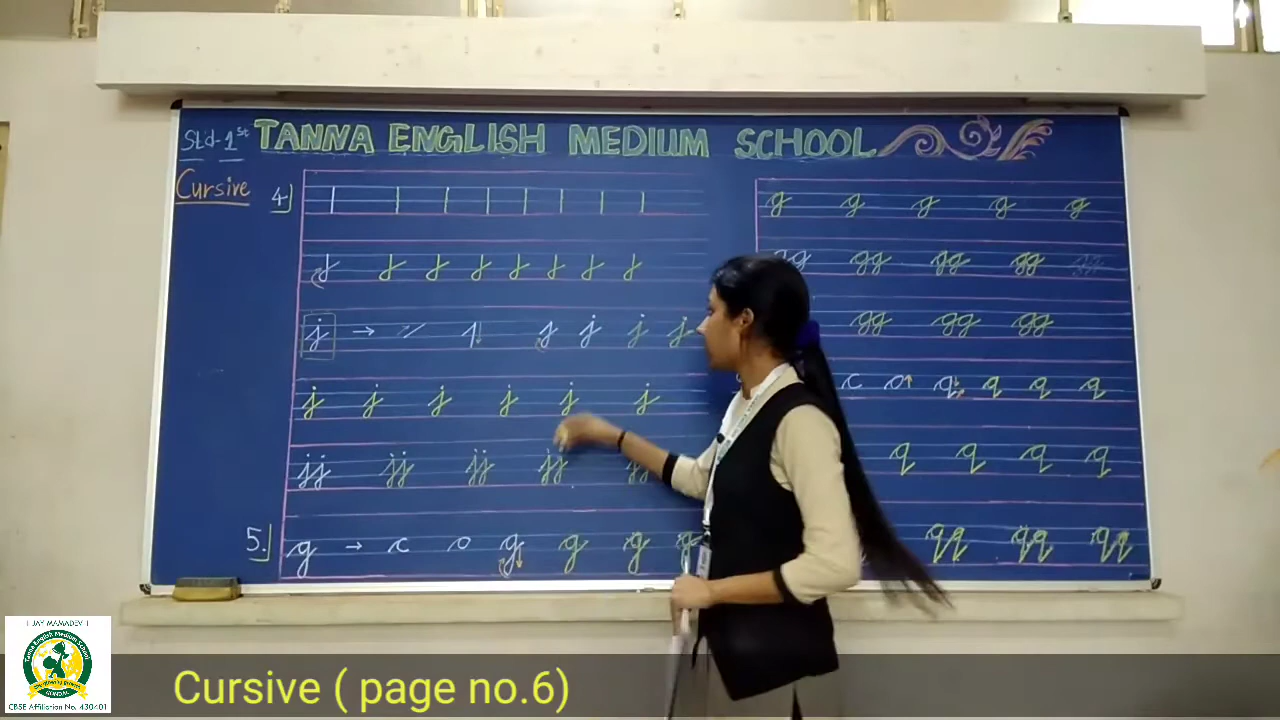 Std-1st TANNA ENGLISH MEDIUM SCHOOL
Cursive
4]
j → j j j j
j j j j j j
jj jj jj jj jj
5.] g → c o g g g g
g g g g g
gg gg gg gg
gg gg gg
c o q q q q
q q q q
qq qq qq
|| JAY MAMADEV ||
Tanna English Medium School
GONDAL
CBSE Affiliation No. 430401
Cursive ( page no.6)